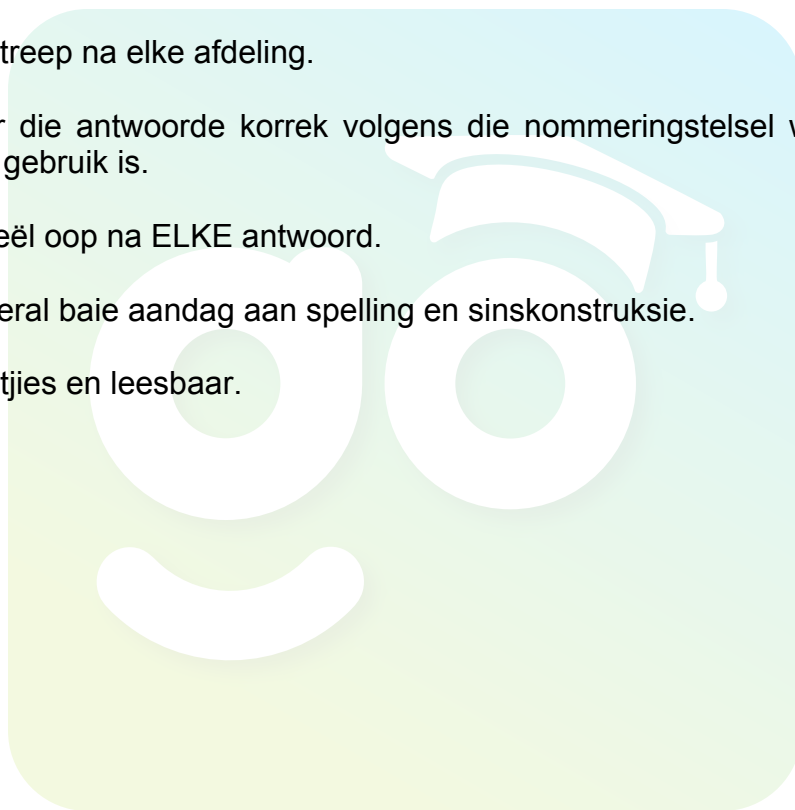 treep na elke afdeling.
r die antwoorde korrek volgens die nommeringstelsel v
gebruik is.
eël oop na ELKE antwoord.
eral baie aandag aan spelling en sinskonstruksie.
tjies en leesbaar.
go